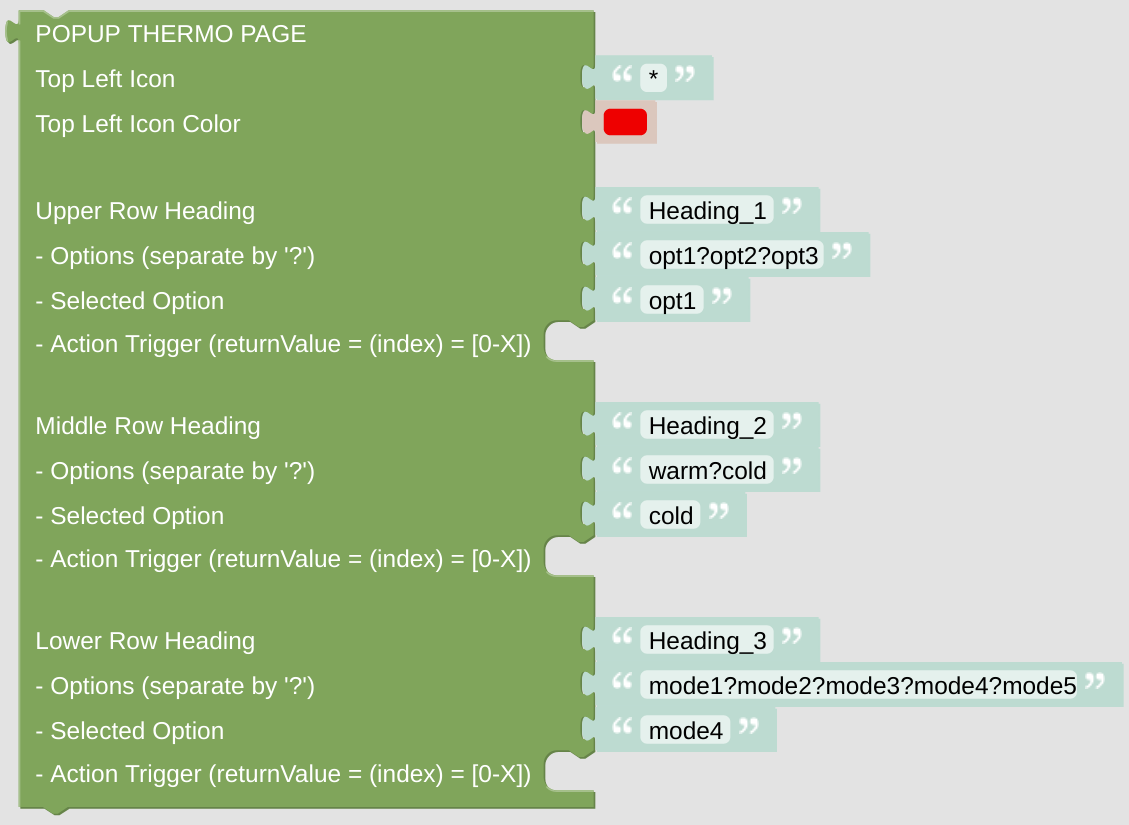 POPUP THERMO PAGE
Top Left Icon “ * ”
Top Left Icon Color
Upper Row Heading “ Heading_1 ”
- Options (separate by '?') “ opt1?opt2?opt3 ”
- Selected Option “ opt1 ”
- Action Trigger (returnValue = (index) = [0-X])
Middle Row Heading “ Heading_2 ”
- Options (separate by '?') “ warm?cold ”
- Selected Option “ cold ”
- Action Trigger (returnValue = (index) = [0-X])
Lower Row Heading “ Heading_3 ”
- Options (separate by '?') “ mode1?mode2?mode3?mode4?mode5 ”
- Selected Option “ mode4 ”
- Action Trigger (returnValue = (index) = [0-X])